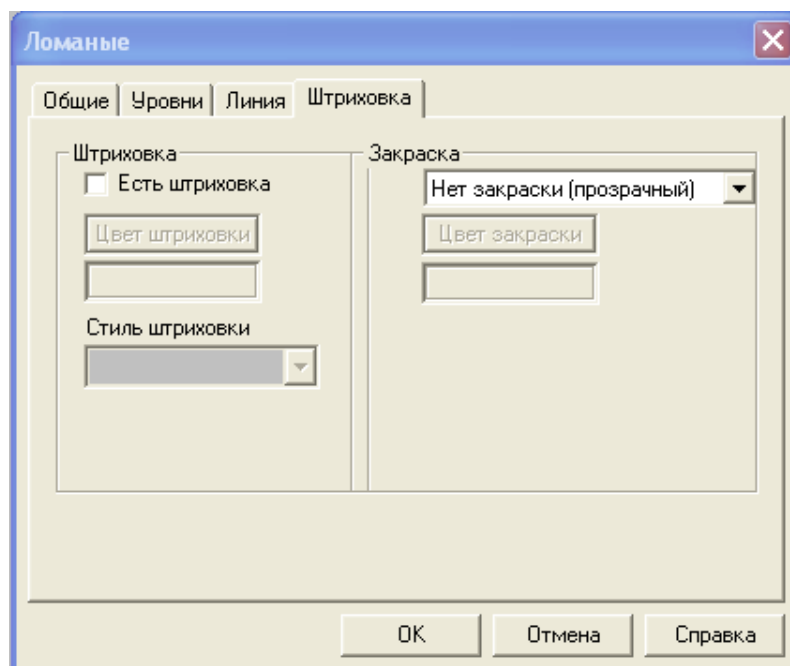 Ломаные
Общие Уровни Линия Штриховка
Штриховка
Есть штриховка
Цвет штриховки
Стиль штриховки
Закраска
Нет закраски (прозрачный)
Цвет закраски
OK Отмена Справка